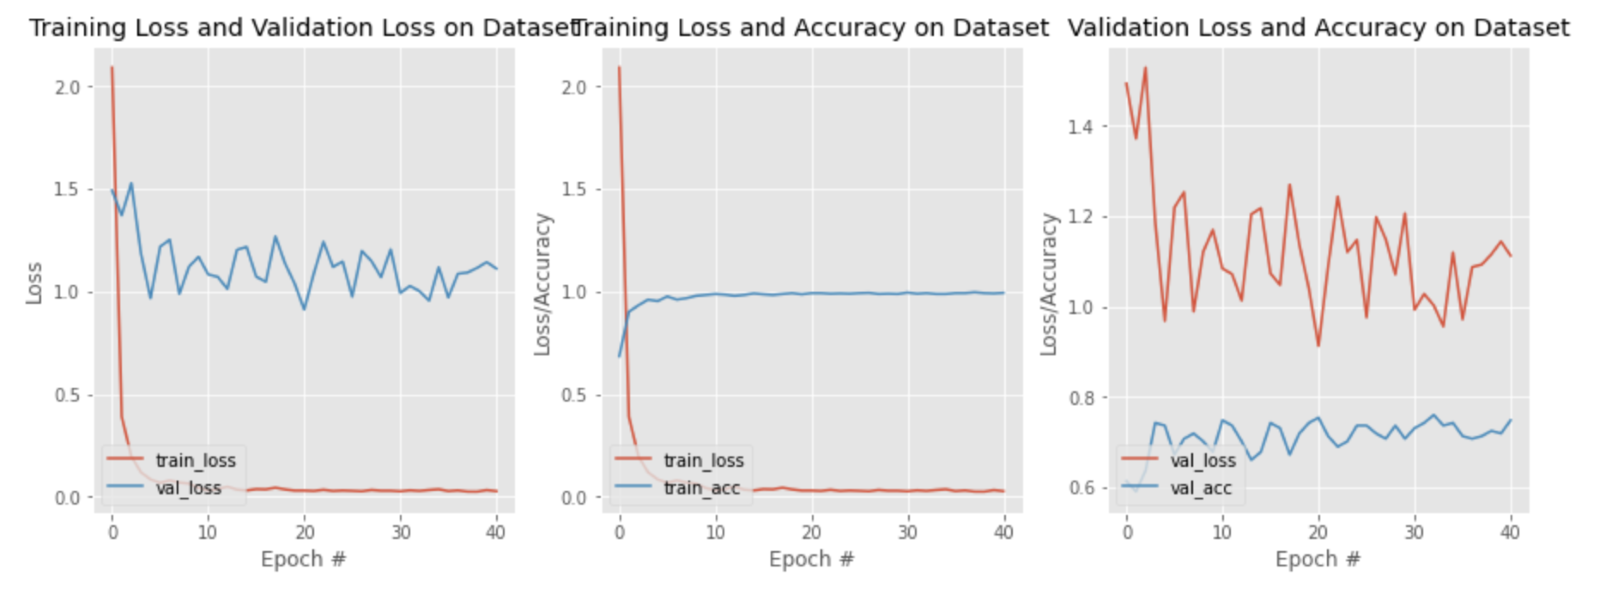 Training Loss and Validation Loss on Dataset
2.0
1.5
1.0
0.5
0.0
Loss
train_loss
val_loss
0 10 20 30 40
Epoch #
Training Loss and Accuracy on Dataset
2.0
1.5
1.0
0.5
0.0
Loss/Accuracy
train_loss
train_acc
0 10 20 30 40
Epoch #
Validation Loss and Accuracy on Dataset
1.4
1.2
1.0
0.8
0.6
Loss/Accuracy
val_loss
val_acc
0 10 20 30 40
Epoch #